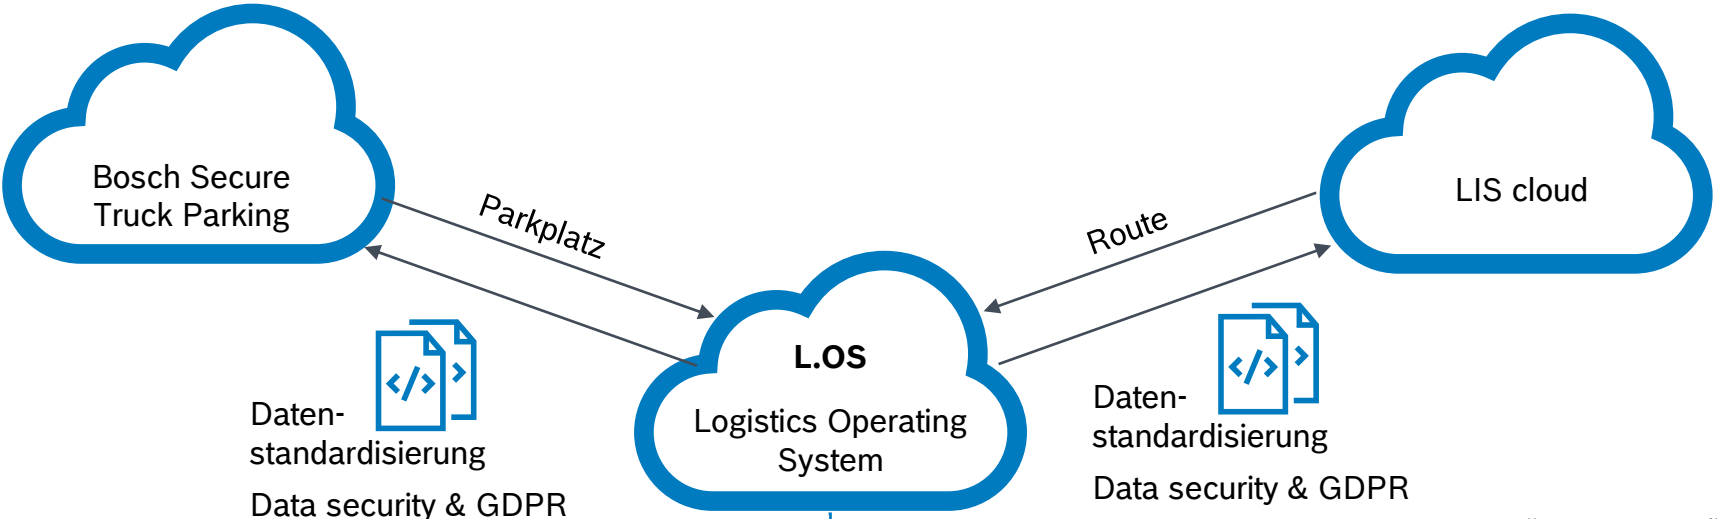 Bosch Secure
Truck Parking
Parkplatz
Route
LIS cloud
L.OS
Logistics Operating
System
Daten-
standardisierung
Data security & GDPR
Daten-
standardisierung
Data security & GDPR